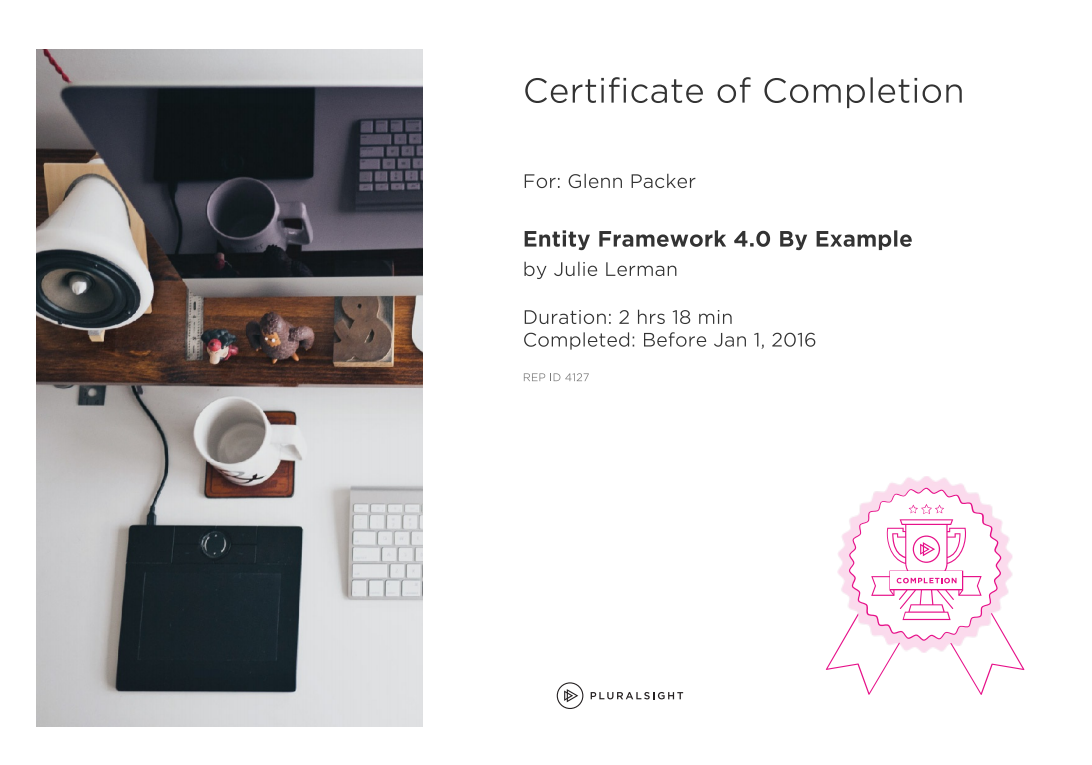 Certificate of Completion
For: Glenn Packer
Entity Framework 4.0 By Example
by Julie Lerman
Duration: 2 hrs 18 min
Completed: Before Jan 1, 2016
REP ID 4127
COMPLETION
PLURALSIGHT